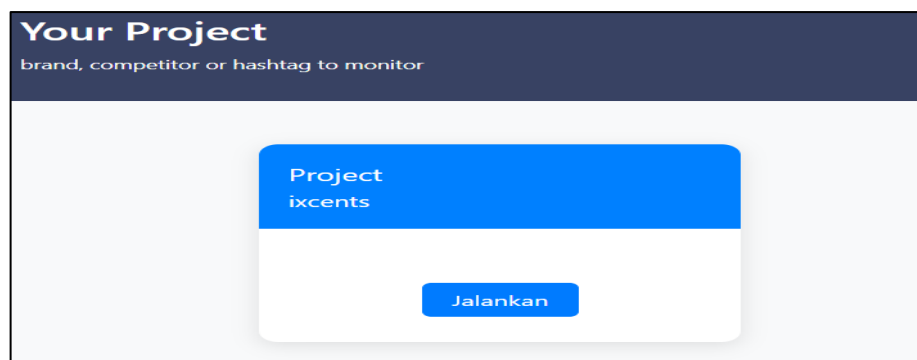 Your Project
brand, competitor or hashtag to monitor
Project
ixcents
Jalankan